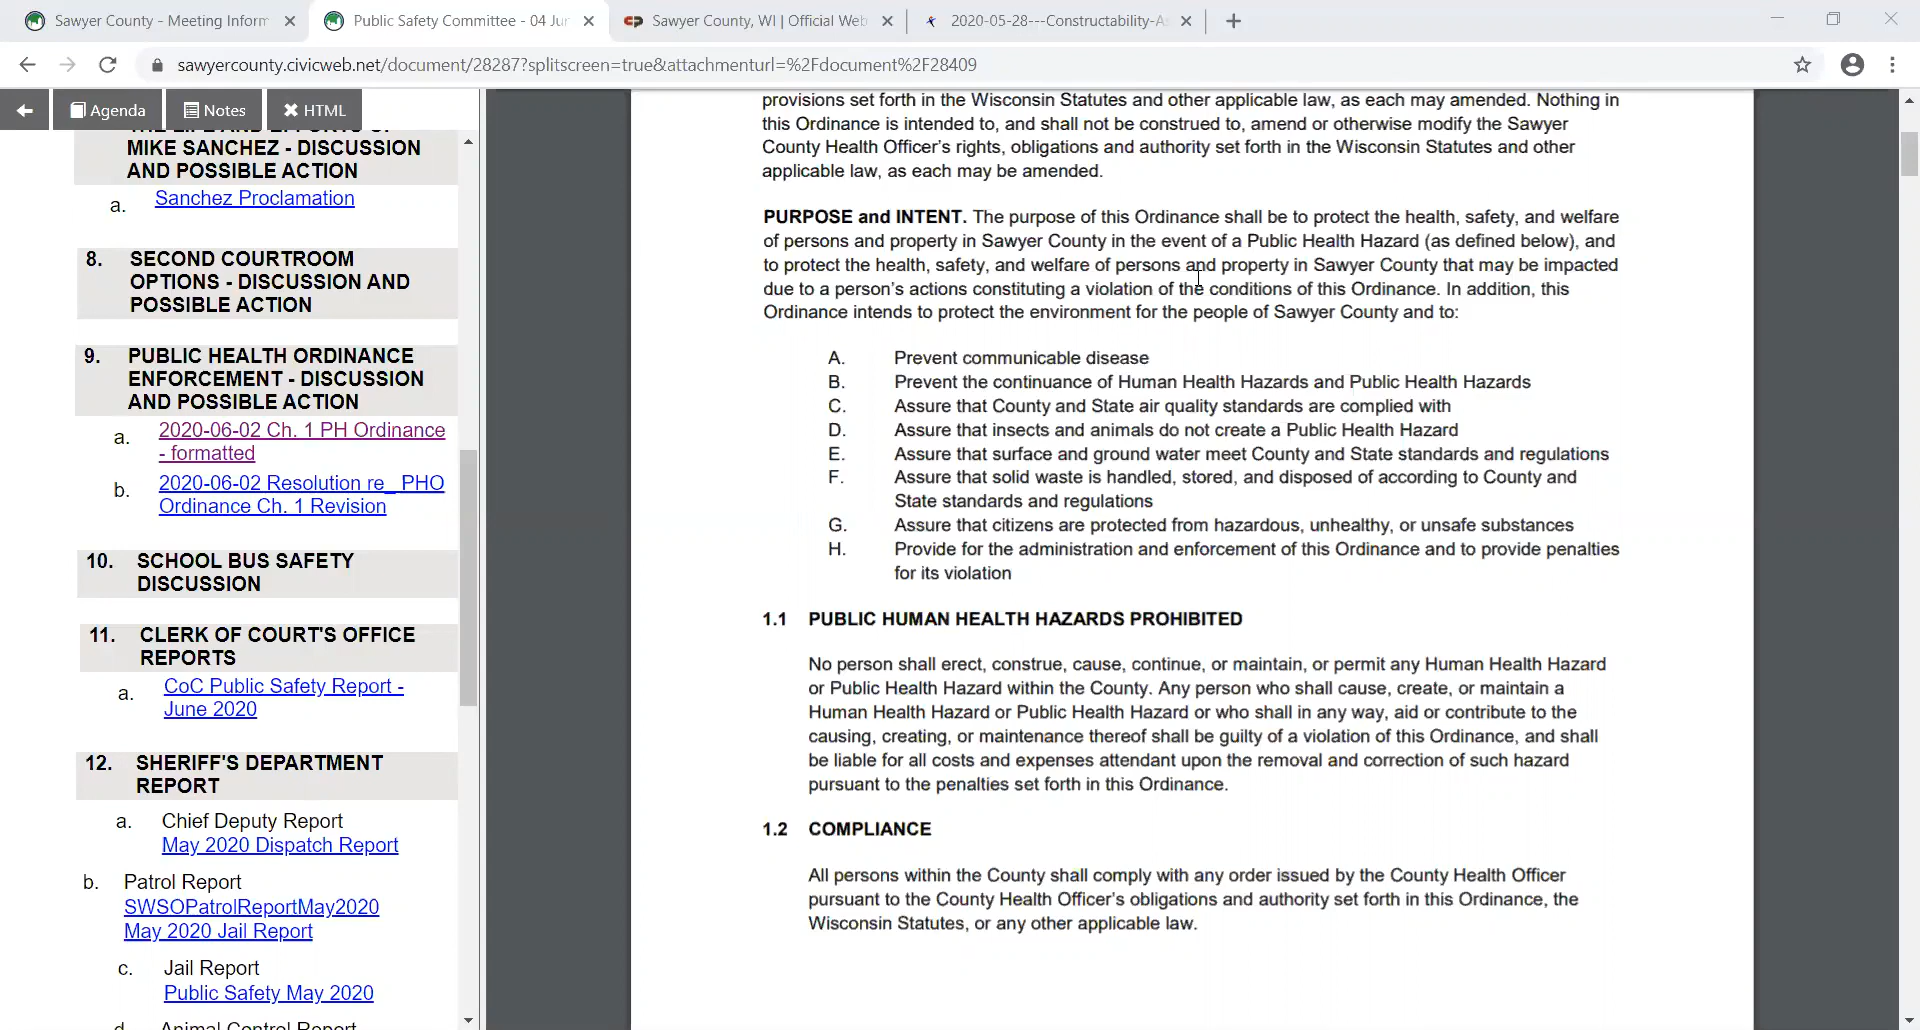 Sawyer County - Meeting Inform
Public Safety Committee - 04 Jun
Sawyer County, WI | Official Web
2020-05-28---Constructability-As
sawyercounty.civicweb.net/document/28287?splitscreen=true&attachmenturl=%2Fdocument%2F28409
Agenda
Notes
HTML
MIKE SANCHEZ - DISCUSSION
AND POSSIBLE ACTION
a. Sanchez Proclamation
8. SECOND COURTROOM
OPTIONS - DISCUSSION AND
POSSIBLE ACTION
9. PUBLIC HEALTH ORDINANCE
ENFORCEMENT - DISCUSSION
AND POSSIBLE ACTION
a. 2020-06-02 Ch. 1 PH Ordinance
- formatted
b. 2020-06-02 Resolution re_ PHO
Ordinance Ch. 1 Revision
10. SCHOOL BUS SAFETY
DISCUSSION
11. CLERK OF COURT'S OFFICE
REPORTS
a. CoC Public Safety Report -
June 2020
12. SHERIFF'S DEPARTMENT
REPORT
a. Chief Deputy Report
May 2020 Dispatch Report
b. Patrol Report
SWSOPatrolReportMay2020
May 2020 Jail Report
c. Jail Report
Public Safety May 2020
d. Animal Control Report
provisions set forth in the Wisconsin Statutes and other applicable law, as each may amended. Nothing in
this Ordinance is intended to, and shall not be construed to, amend or otherwise modify the Sawyer
County Health Officer's rights, obligations and authority set forth in the Wisconsin Statutes and other
applicable law, as each may be amended.
PURPOSE and INTENT. The purpose of this Ordinance shall be to protect the health, safety, and welfare
of persons and property in Sawyer County in the event of a Public Health Hazard (as defined below), and
to protect the health, safety, and welfare of persons and property in Sawyer County that may be impacted
due to a person's actions constituting a violation of the conditions of this Ordinance. In addition, this
Ordinance intends to protect the environment for the people of Sawyer County and to:
A. Prevent communicable disease
B. Prevent the continuance of Human Health Hazards and Public Health Hazards
C. Assure that County and State air quality standards are complied with
D. Assure that insects and animals do not create a Public Health Hazard
E. Assure that surface and ground water meet County and State standards and regulations
F. Assure that solid waste is handled, stored, and disposed of according to County and
State standards and regulations
G. Assure that citizens are protected from hazardous, unhealthy, or unsafe substances
H. Provide for the administration and enforcement of this Ordinance and to provide penalties
for its violation
1.1 PUBLIC HUMAN HEALTH HAZARDS PROHIBITED
No person shall erect, construe, cause, continue, or maintain, or permit any Human Health Hazard
or Public Health Hazard within the County. Any person who shall cause, create, or maintain a
Human Health Hazard or Public Health Hazard or who shall in any way, aid or contribute to the
causing, creating, or maintenance thereof shall be guilty of a violation of this Ordinance, and shall
be liable for all costs and expenses attendant upon the removal and correction of such hazard
pursuant to the penalties set forth in this Ordinance.
1.2 COMPLIANCE
All persons within the County shall comply with any order issued by the County Health Officer
pursuant to the County Health Officer's obligations and authority set forth in this Ordinance, the
Wisconsin Statutes, or any other applicable law.